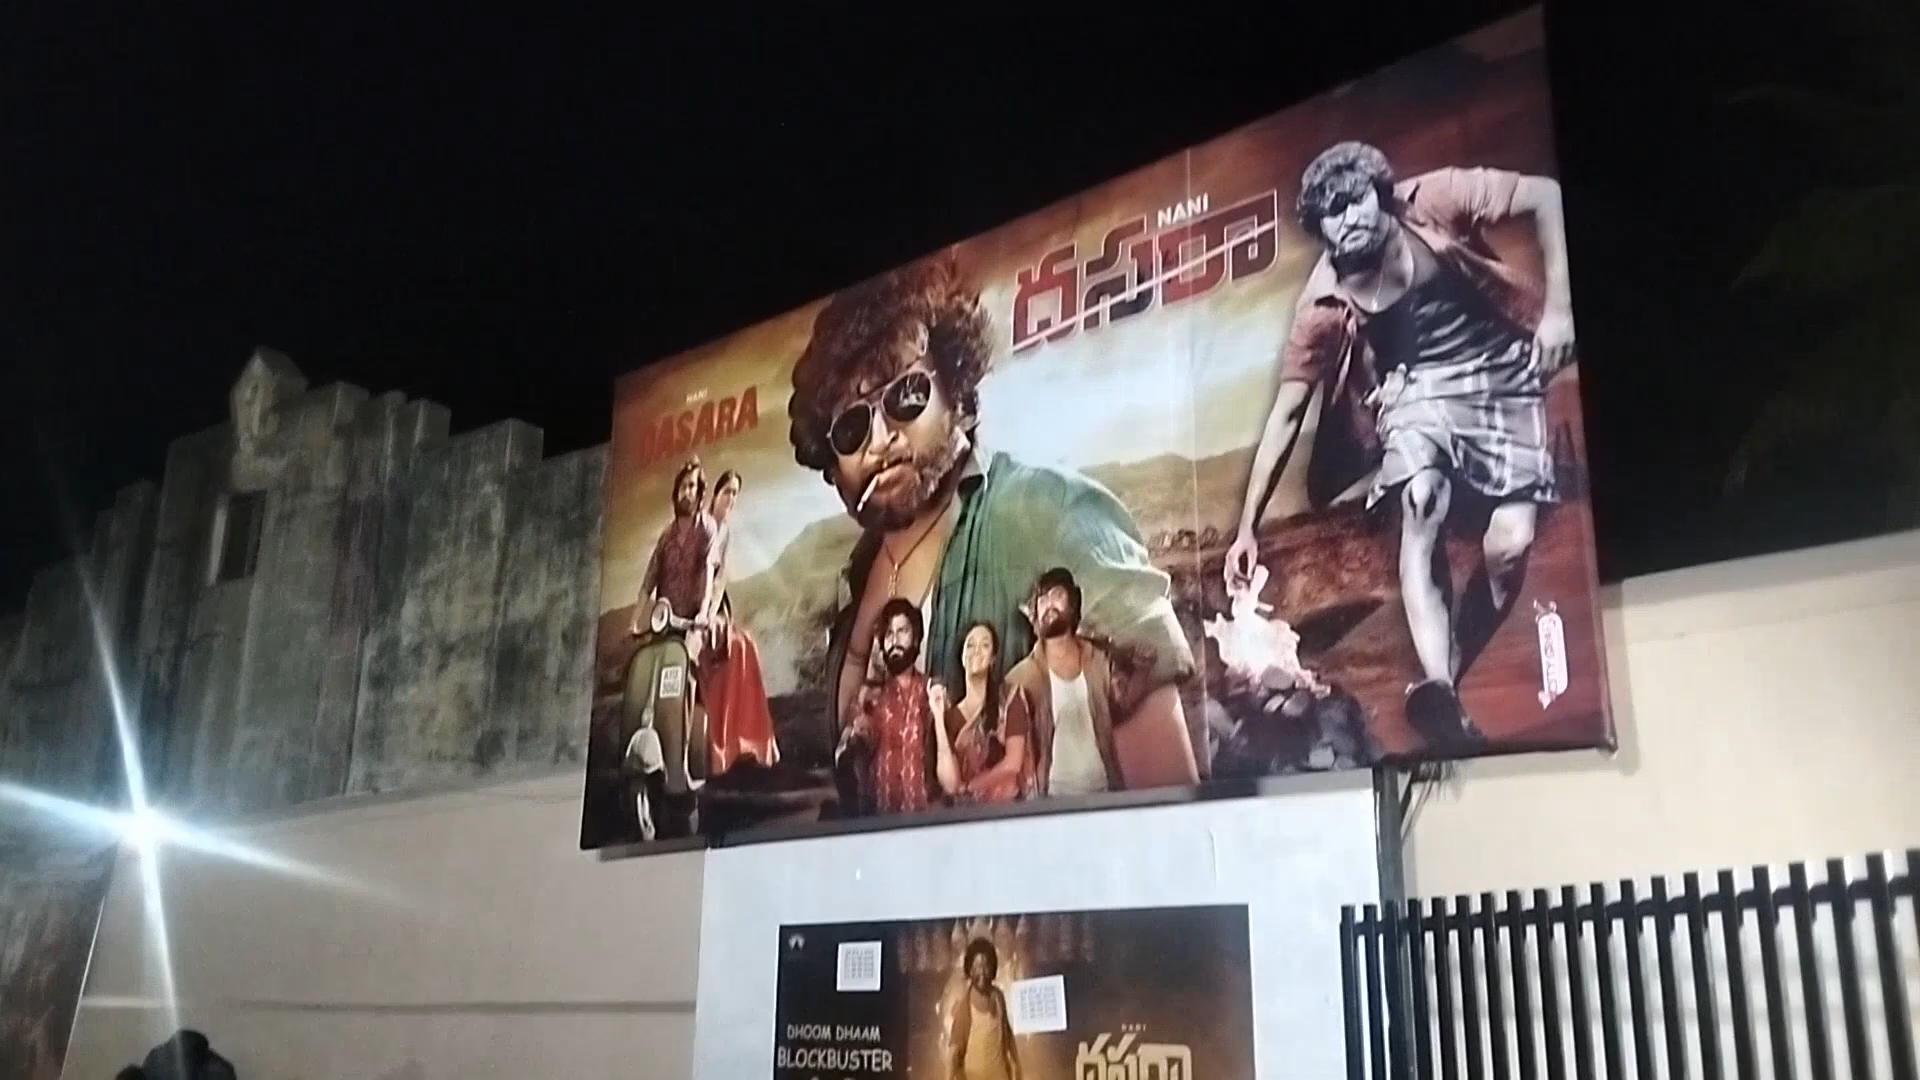 NANI
దసరా
NANI
DASARA
DHOOM DHAAM
BLOCKBUSTER
NANI
దసరా